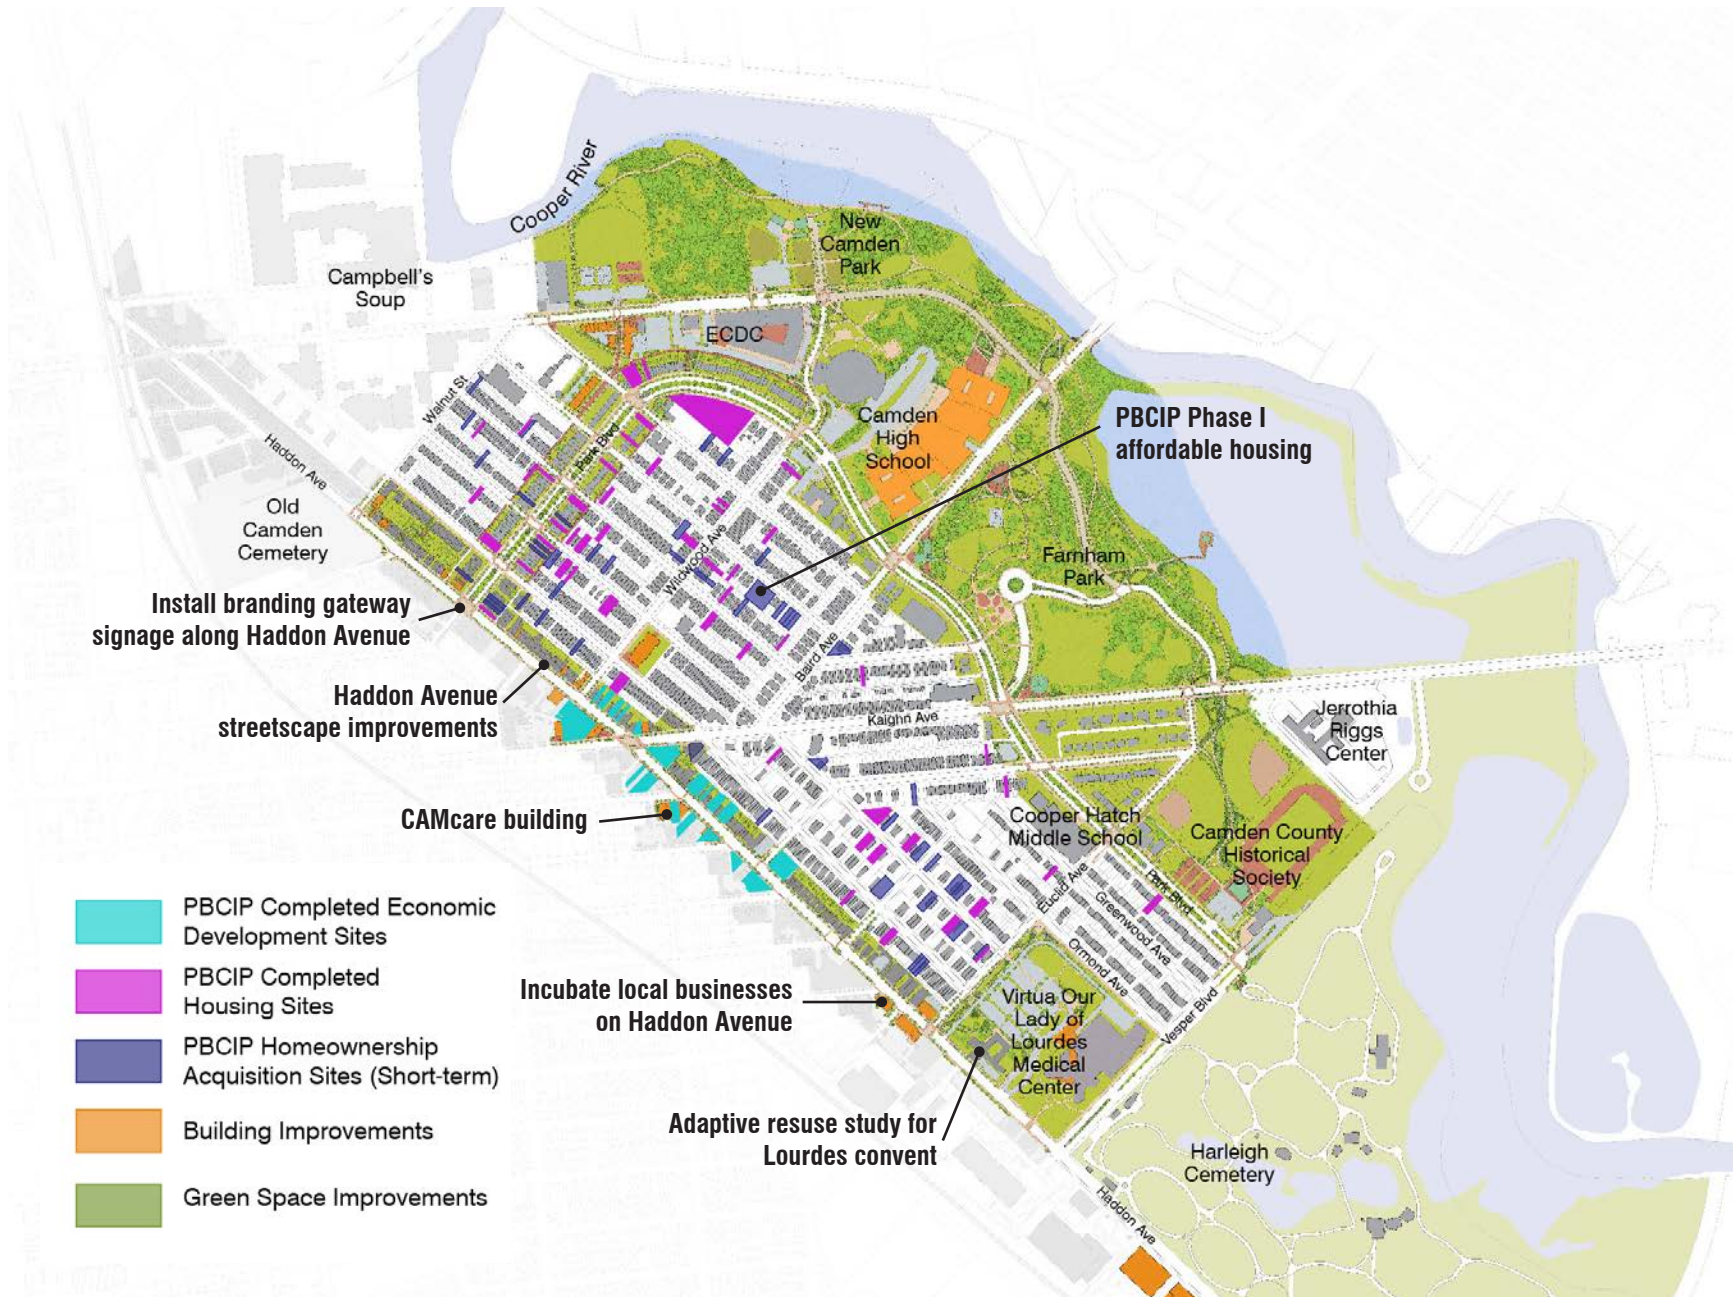 Cooper River
New
Camden
Park
Campbell's
Soup
ECDC
Walnut St
Camden
High
School
PBCIP Phase I
affordable housing
Park Blvd
Haddon Ave
Old
Camden
Cemetery
Wildwood Ave
Farnham
Park
Install branding gateway
signage along Haddon Avenue
Baird Ave
Haddon Avenue
streetscape improvements
Kaighn Ave
Jerrothia
Riggs
Center
CAMcare building
Cooper Hatch
Middle School
Camden County
Historical
Society
Euclid Ave
Park Blvd
Greenwood Ave
Ormond Ave
PBCIP Completed Economic
Development Sites
PBCIP Completed
Housing Sites
PBCIP Homeownership
Acquisition Sites (Short-term)
Building Improvements
Green Space Improvements
Incubate local businesses
on Haddon Avenue
Virtua Our
Lady of
Lourdes
Medical
Center
Vesper Blvd
Adaptive resuse study for
Lourdes convent
Harleigh
Cemetery
Haddon Ave